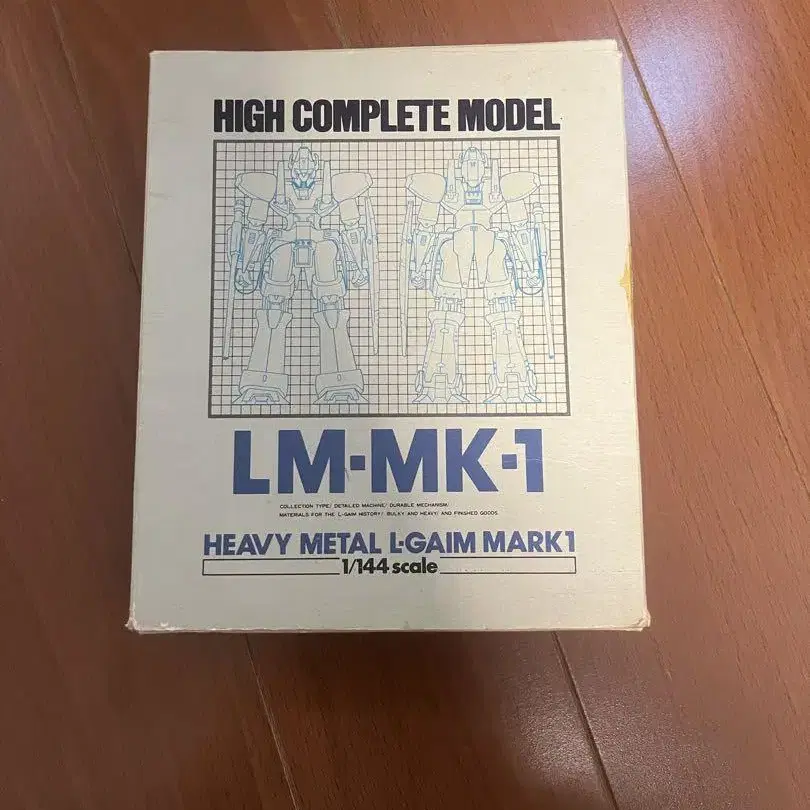 HIGH COMPLETE MODEL
LM·MK·1
COLLECTION TYPE/ DETAILED MACHINE/ DURABLE MECHANISM/
MATERIALS FOR THE L-GAIM HISTORY/ BULKY AND HEAVY/ AND FINISHED GOODS.
HEAVY METAL L-GAIM MARK1
1/144 scale